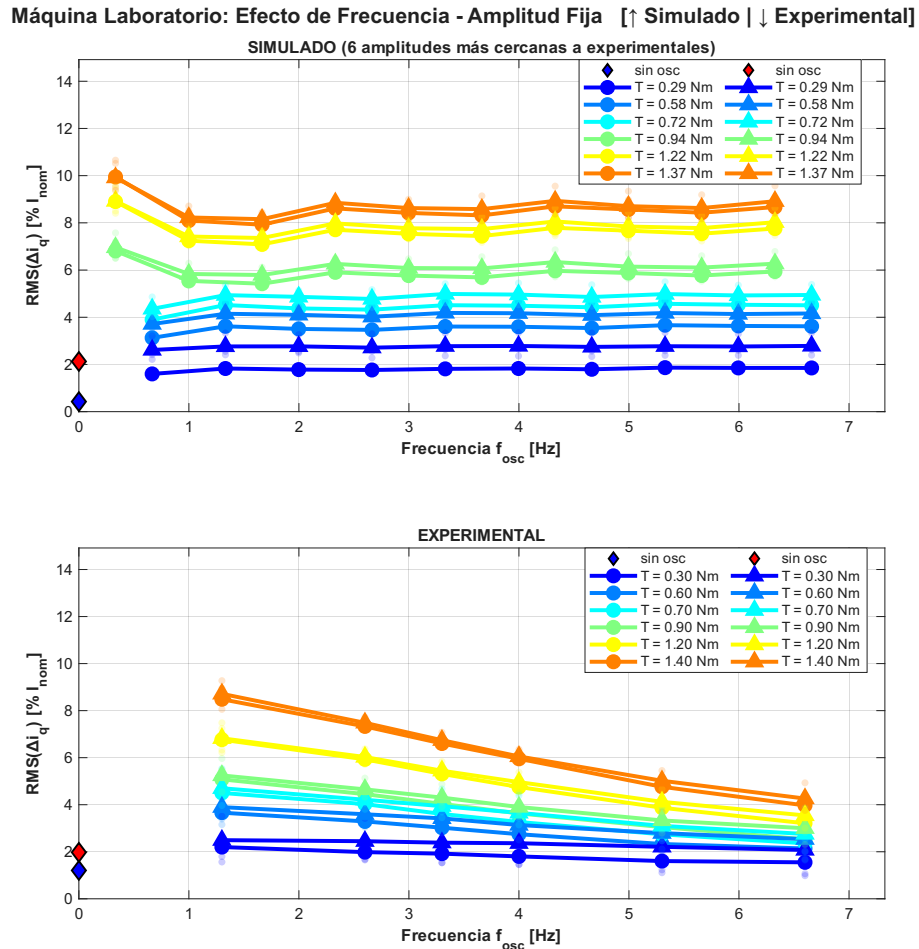 Máquina Laboratorio: Efecto de Frecuencia - Amplitud Fija [↑ Simulado | ↓ Experimental]
SIMULADO (6 amplitudes más cercanas a experimentales)
sin osc sin osc
T = 0.29 Nm T = 0.29 Nm
T = 0.58 Nm T = 0.58 Nm
T = 0.72 Nm T = 0.72 Nm
T = 0.94 Nm T = 0.94 Nm
T = 1.22 Nm T = 1.22 Nm
T = 1.37 Nm T = 1.37 Nm
RMS(Δi_q) [% I_nom]
14
12
10
8
6
4
2
0
0 1 2 3 4 5 6 7
Frecuencia f_osc [Hz]
EXPERIMENTAL
sin osc sin osc
T = 0.30 Nm T = 0.30 Nm
T = 0.60 Nm T = 0.60 Nm
T = 0.70 Nm T = 0.70 Nm
T = 0.90 Nm T = 0.90 Nm
T = 1.20 Nm T = 1.20 Nm
T = 1.40 Nm T = 1.40 Nm
RMS(Δi_q) [% I_nom]
14
12
10
8
6
4
2
0
0 1 2 3 4 5 6 7
Frecuencia f_osc [Hz]